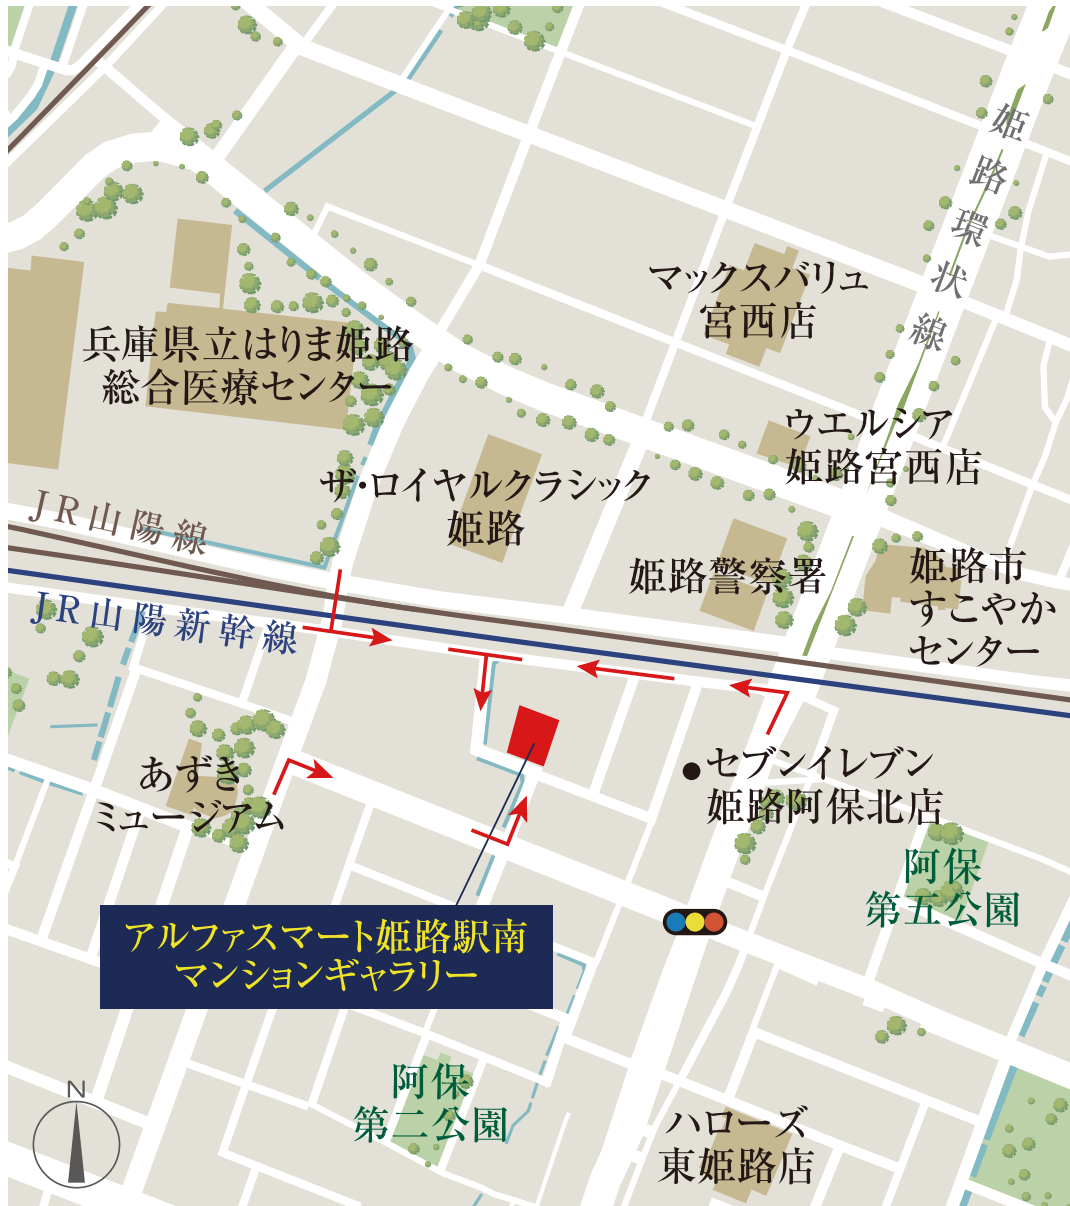 姫路環状線
マックスバリュ
宮西店
兵庫県立はりま姫路
総合医療センター
ウエルシア
姫路宮西店
ザ・ロイヤルクラシック
姫路
JR山陽線
姫路警察署
姫路市
すこやか
センター
JR山陽新幹線
あずき
ミュージアム
●セブンイレブン
姫路阿保北店
阿保
第五公園
アルファスマート姫路駅南
マンションギャラリー
阿保
第二公園
ハローズ
東姫路店
N